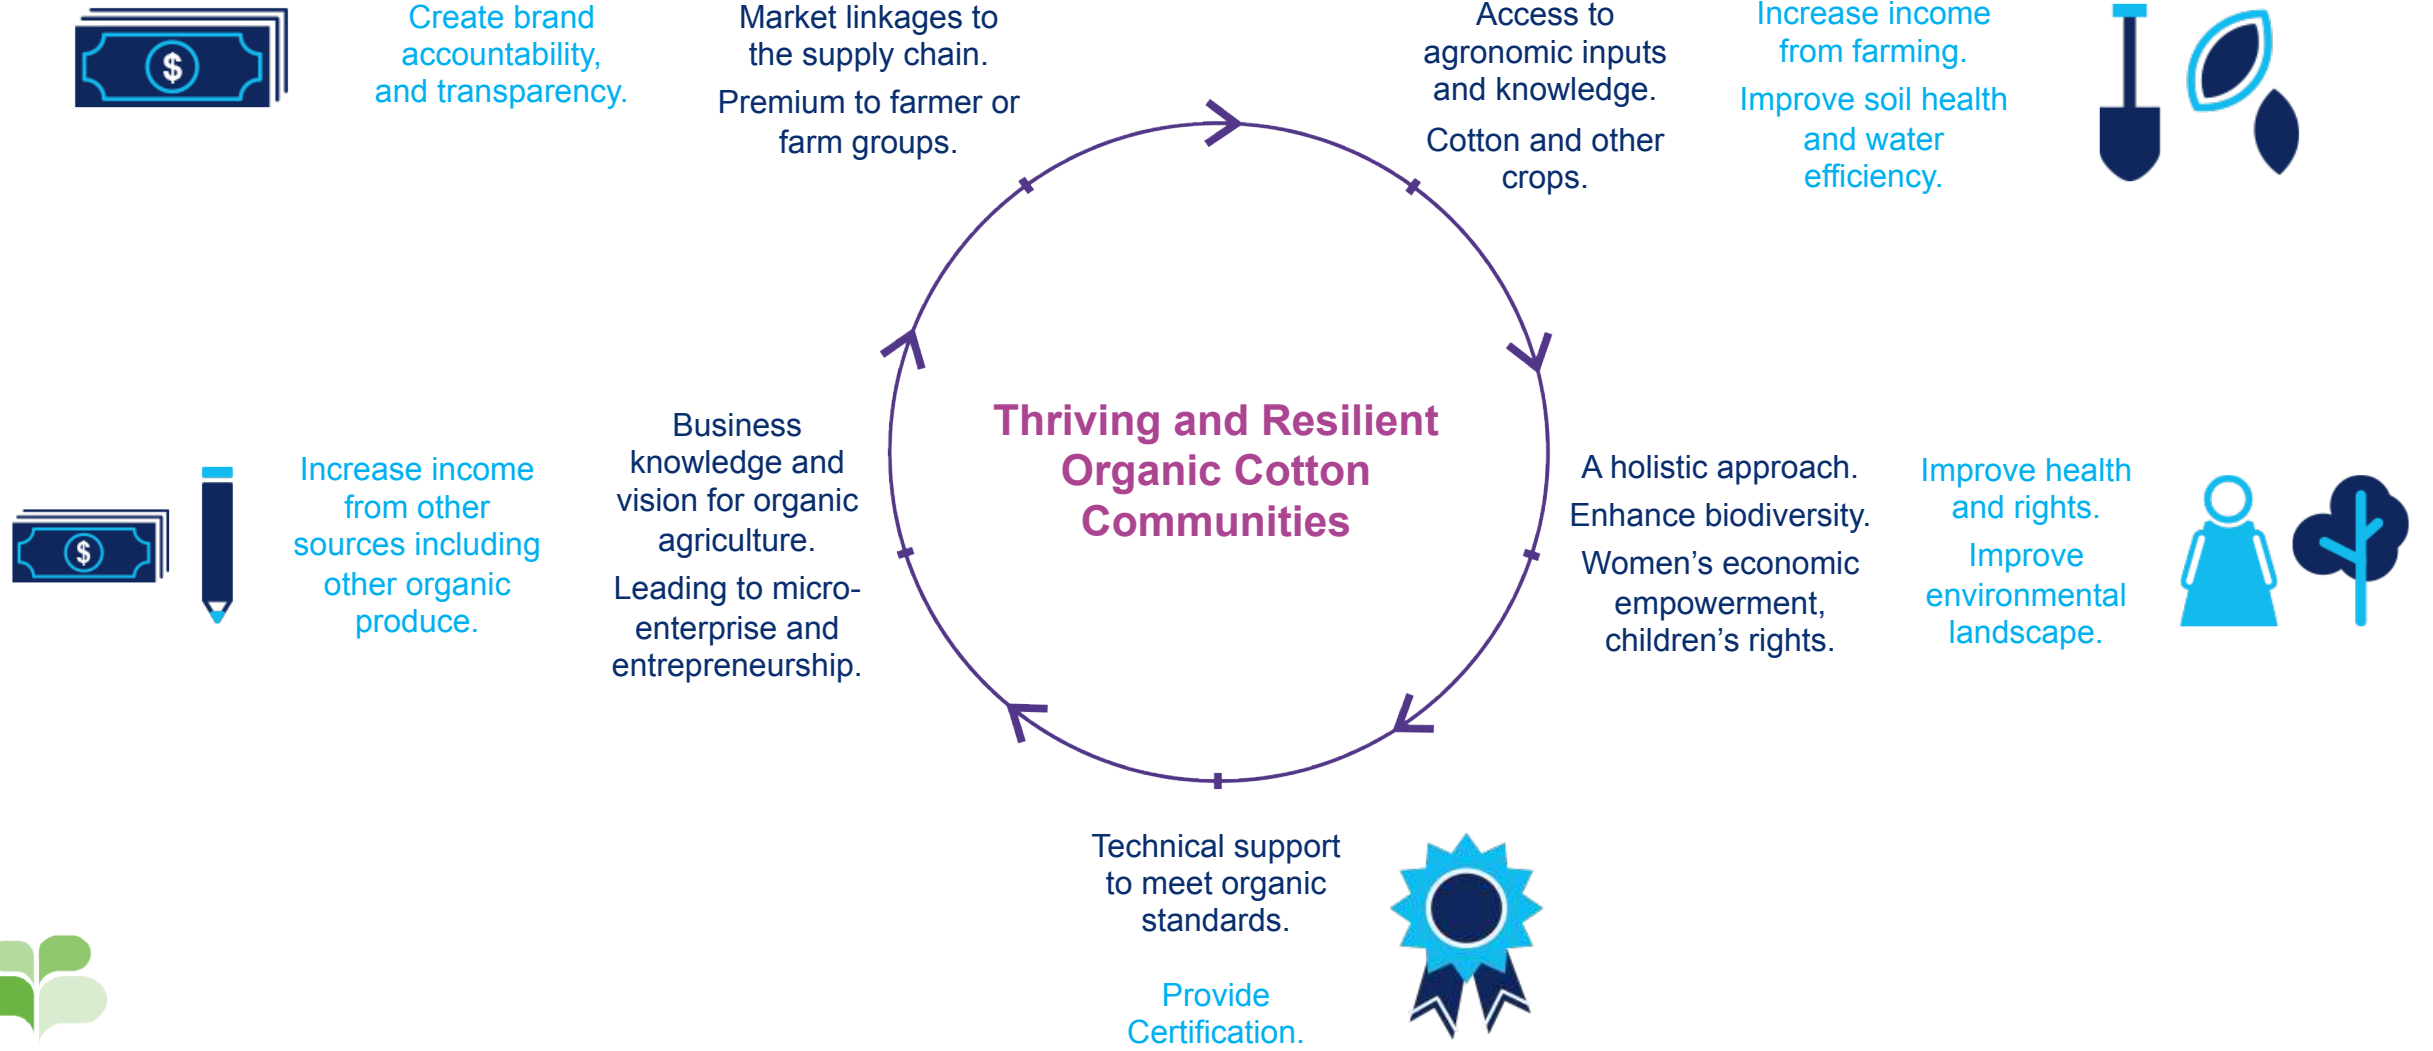 Create brand
accountability,
and transparency.
Market linkages to
the supply chain.
Premium to farmer or
farm groups.
Access to
agronomic inputs
and knowledge.
Cotton and other
crops.
Increase income
from farming.
Improve soil health
and water
efficiency.
$
Thriving and Resilient
Organic Cotton
Communities
Increase income
from other
sources including
other organic
produce.
Business
knowledge and
vision for organic
agriculture.
Leading to micro-
enterprise and
entrepreneurship.
$
A holistic approach.
Enhance biodiversity.
Women’s economic
empowerment,
children’s rights.
Improve health
and rights.
Improve
environmental
landscape.
Technical support
to meet organic
standards.
Provide
Certification.